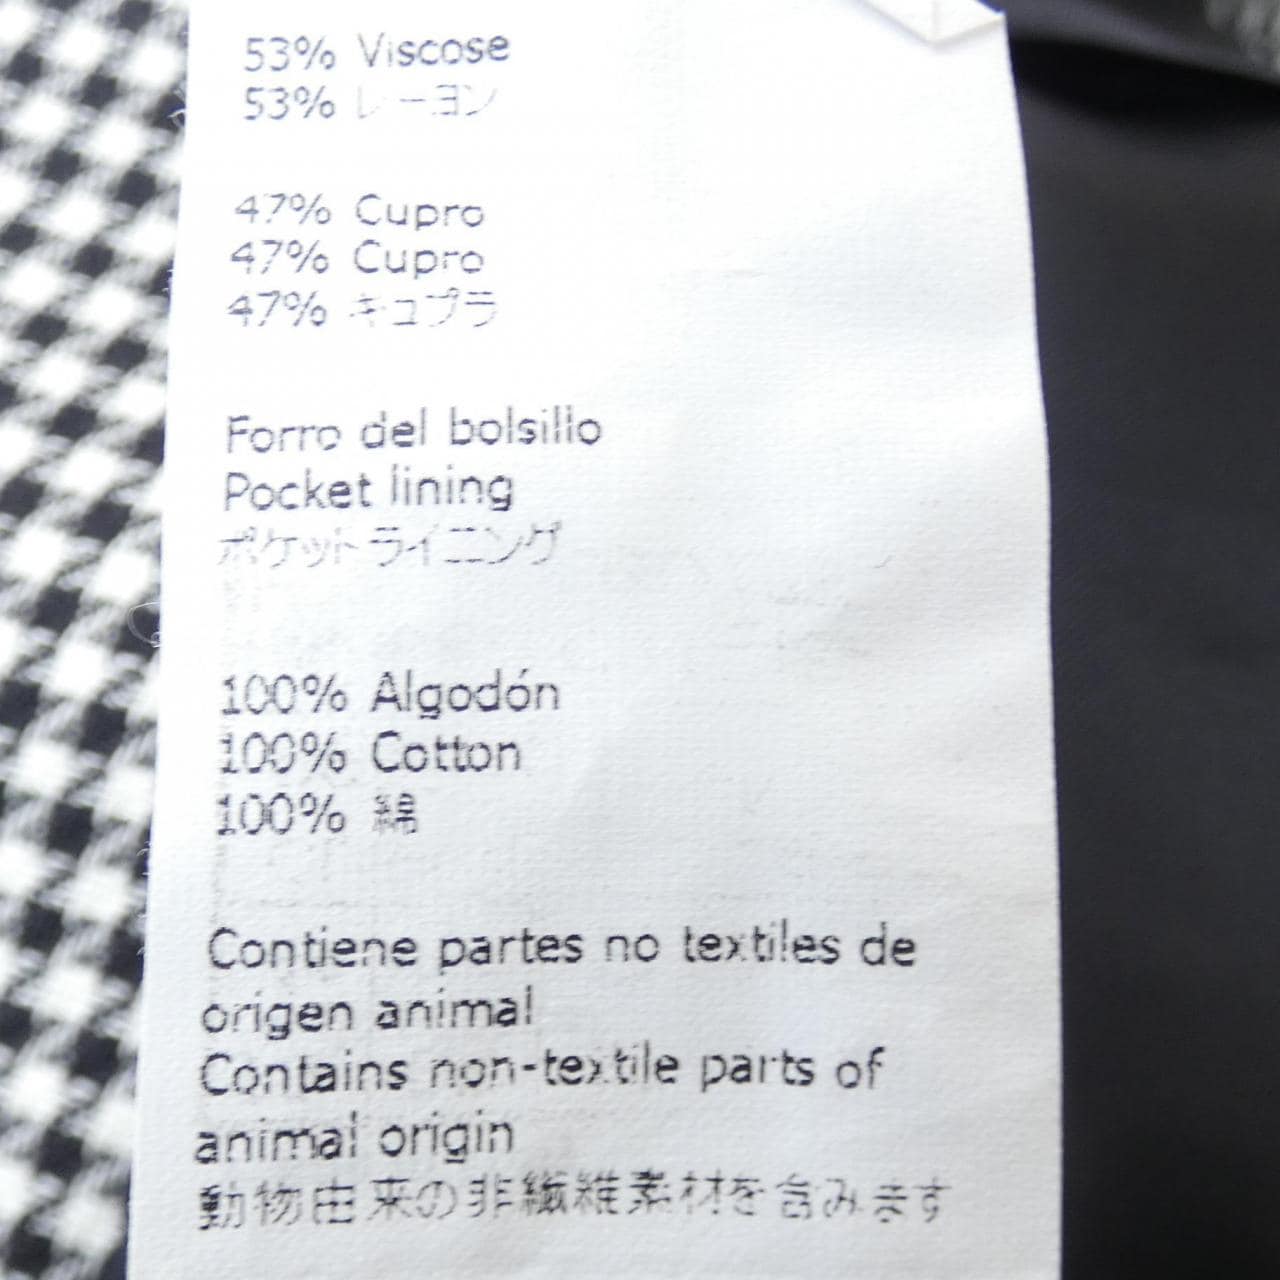 53% Viscose
53% レーヨン
47% Cupro
47% Cupro
47% キュプラ
Forro del bolsillo
Pocket lining
ポケットライニング
100% Algodón
100% Cotton
100% 綿
Contiene partes no textiles de
origen animal
Contains non-textile parts of
animal origin
動物由来の非繊維素材を含みます